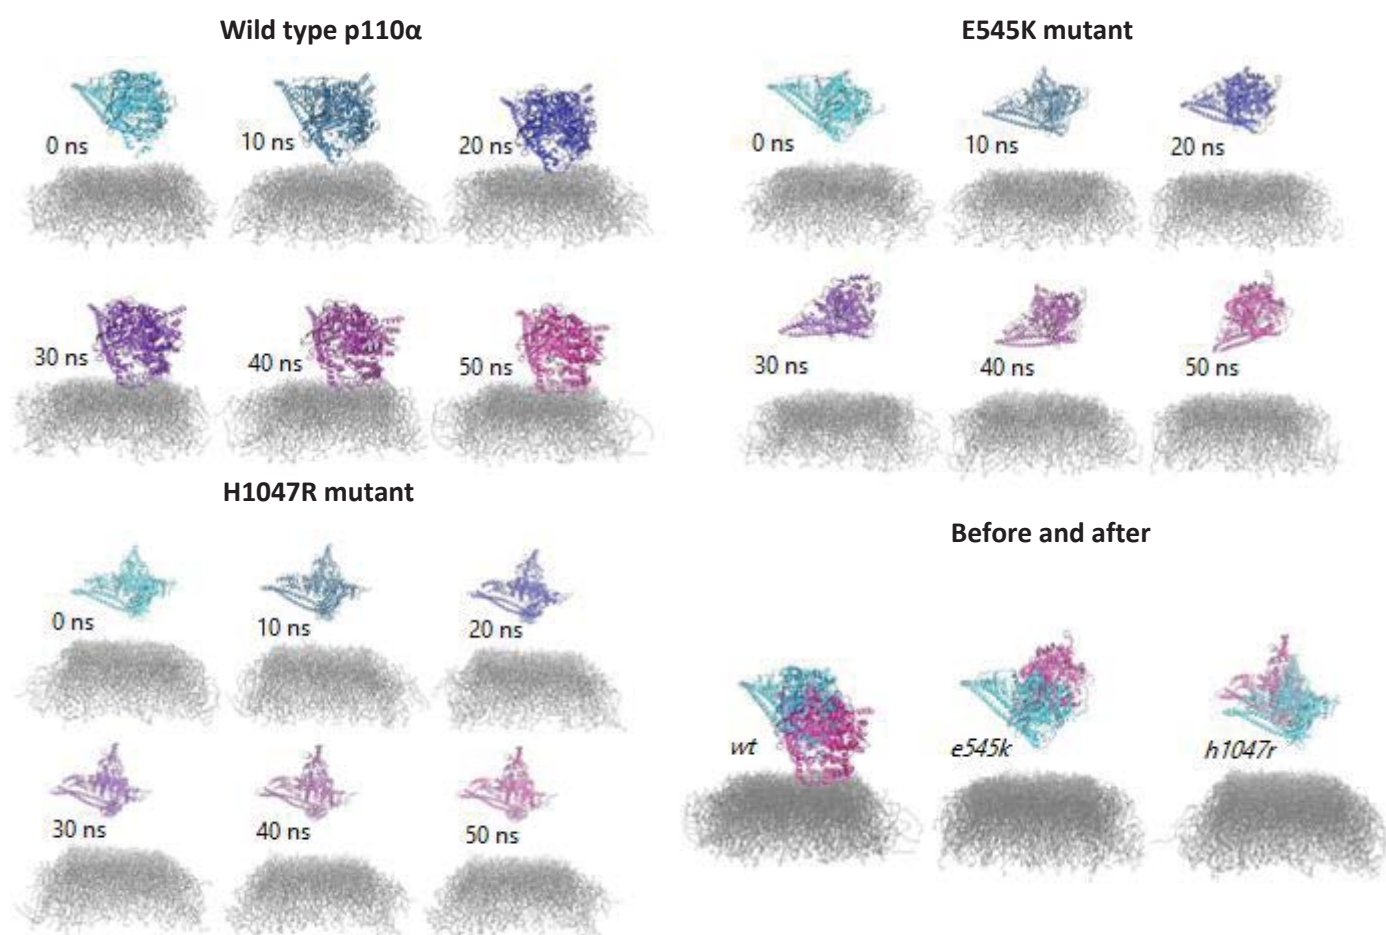 Wild type p110α
0 ns
10 ns
20 ns
30 ns
40 ns
50 ns
E545K mutant
0 ns
10 ns
20 ns
30 ns
40 ns
50 ns
H1047R mutant
0 ns
10 ns
20 ns
30 ns
40 ns
50 ns
Before and after
wt
e545k
h1047r